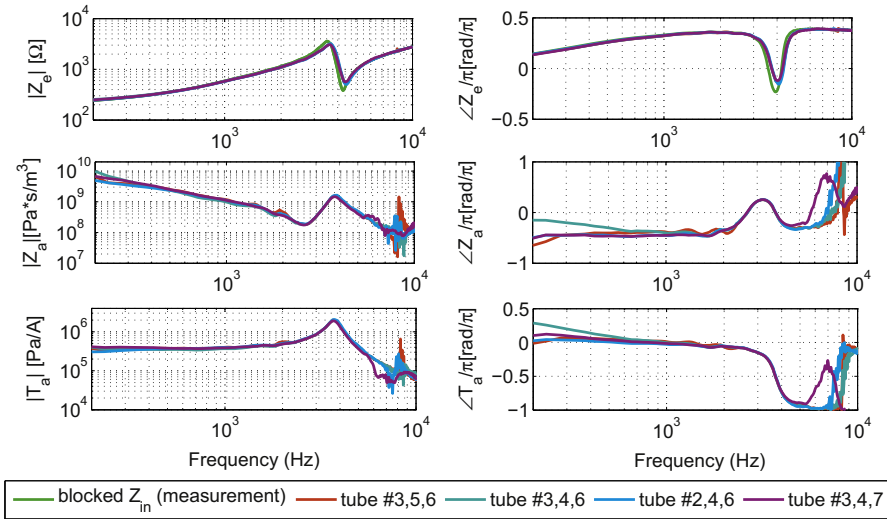 |Z_e| [Ω]
10^4
10^3
10^2
10^3
10^4
∠Z_e/π[rad/π]
0.5
0
−0.5
10^3
10^4
|Z_a|[Pa*s/m^3]
10^10
10^9
10^8
10^7
10^3
10^4
∠Z_a/π[rad/π]
1
0
−1
10^3
10^4
|T_a| [Pa/A]
10^6
10^5
10^4
10^3
10^4
Frequency (Hz)
∠T_a/π[rad/π]
0.5
0
−0.5
−1
10^3
10^4
Frequency (Hz)
blocked Z_in (measurement)
tube #3,5,6
tube #3,4,6
tube #2,4,6
tube #3,4,7